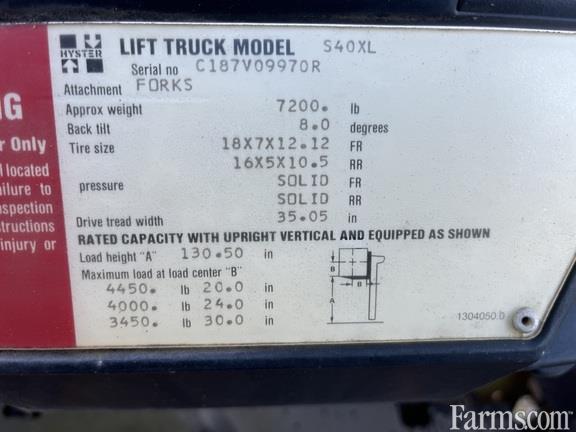 HYSTER
LIFT TRUCK MODEL S40XL
Serial no C187V09970R
Attachment FORKS
Approx weight 7200. lb
Back tilt 8.0 degrees
Tire size 18X7X12.12 FR
16X5X10.5 RR
pressure SOLID FR
SOLID RR
Drive tread width 35.05 in
RATED CAPACITY WITH UPRIGHT VERTICAL AND EQUIPPED AS SHOWN
Load height "A" 130.50 in
Maximum load at load center "B"
4450. lb 20.0 in
4000. lb 24.0 in
3450. lb 30.0 in
B
B
A
1304050 b
NG
r Only
located
ailure to
nspection
structions
injury or
Farms.com